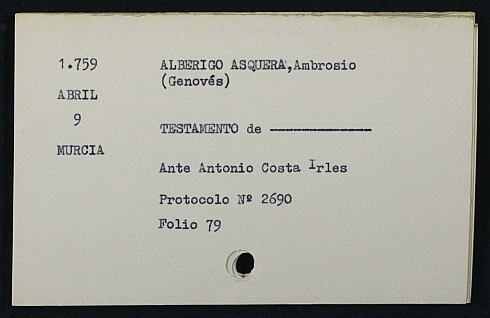 1.759
ABRIL
9
MURCIA
ALBERIGO ASQUERA,Ambrosio
(Genovés)
TESTAMENTO de -------------
Ante Antonio Costa Irles
Protocolo Nº 2690
Folio 79